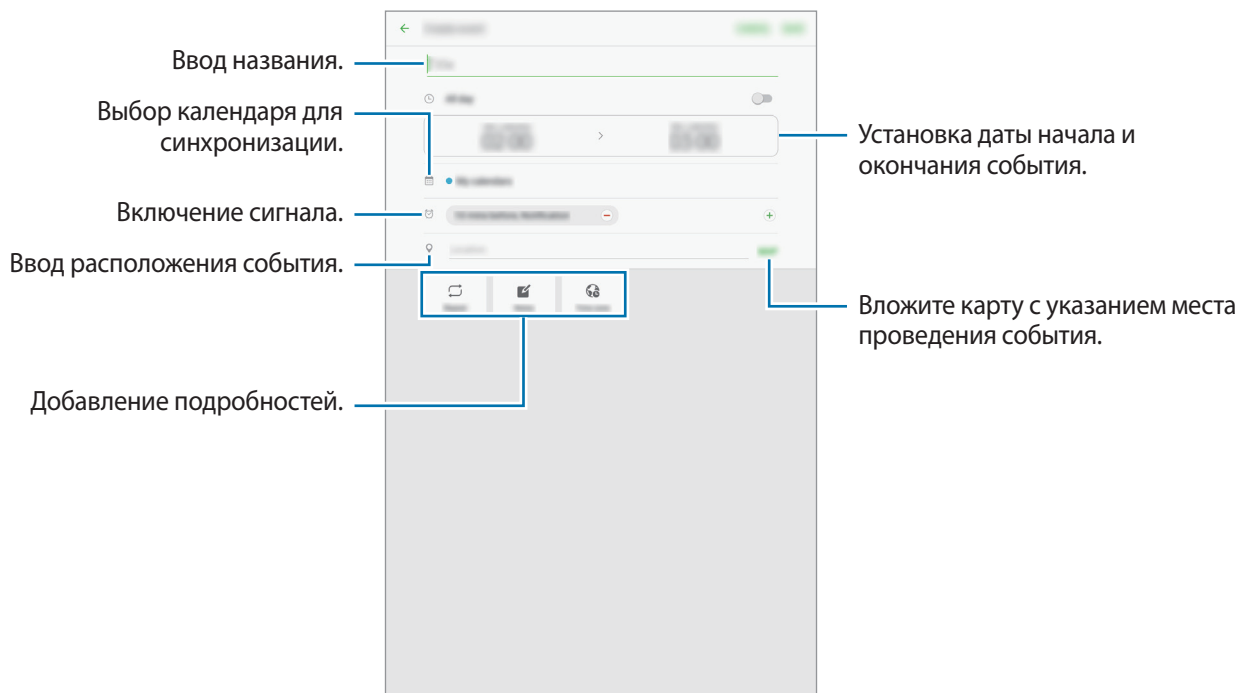 Ввод названия.
Выбор календаря для
синхронизации.
Включение сигнала.
Ввод расположения события.
Добавление подробностей.
Установка даты начала и
окончания события.
Вложите карту с указанием места
проведения события.